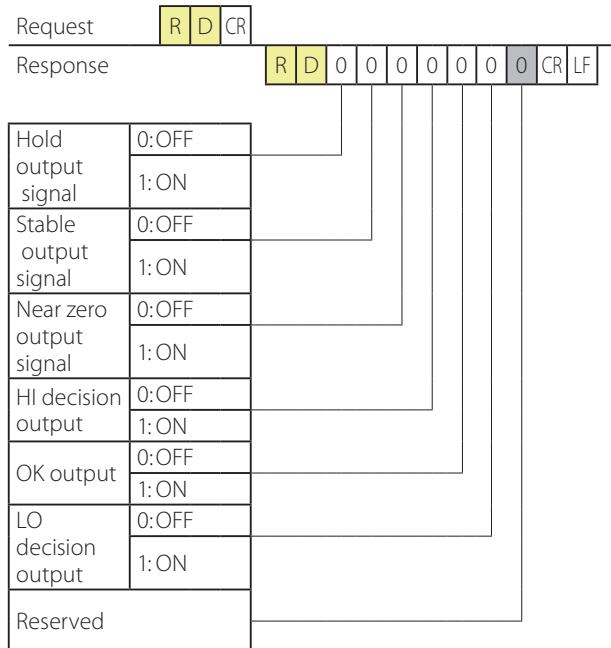 Request R D CR
Response R D 0 0 0 0 0 0 0 CR LF
Hold
output
signal
0:OFF
1:ON
Stable
output
signal
0:OFF
1:ON
Near zero
output
signal
0:OFF
1:ON
HI decision
output
0:OFF
1:ON
OK output
0:OFF
1:ON
LO
decision
output
0:OFF
1:ON
Reserved